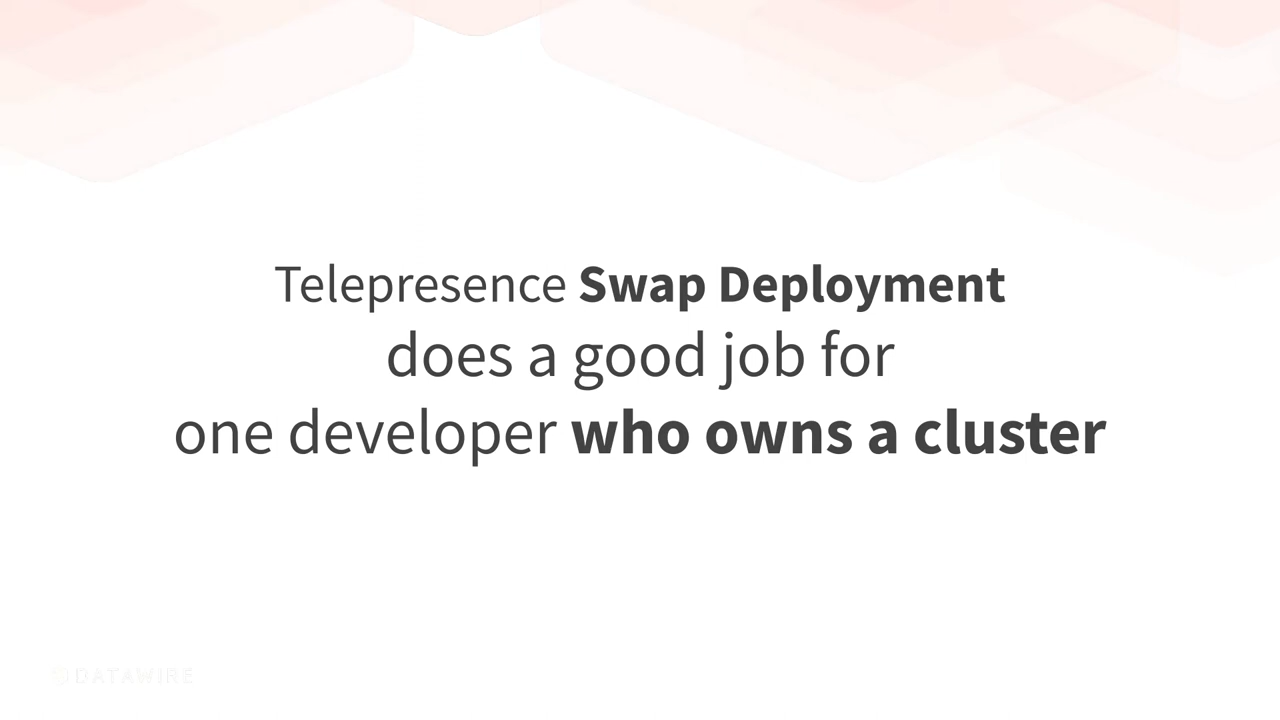 Telepresence Swap Deployment
does a good job for
one developer who owns a cluster
DATAWIRE